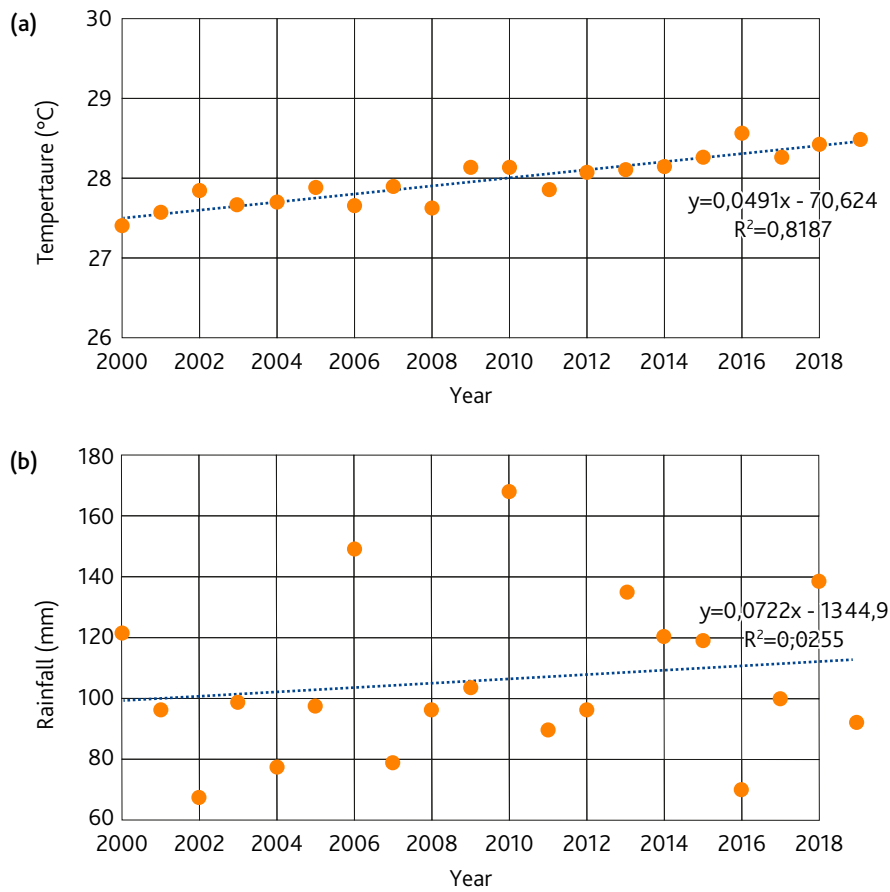 (a)
30
29
28
27
26
Tempertaure (°C)
y=0,0491x - 70,624
R²=0,8187
2000 2002 2004 2006 2008 2010 2012 2014 2016 2018
Year
(b)
180
160
140
120
100
80
60
Rainfall (mm)
y=0,0722x - 1344,9
R²=0,0255
2000 2002 2004 2006 2008 2010 2012 2014 2016 2018
Year